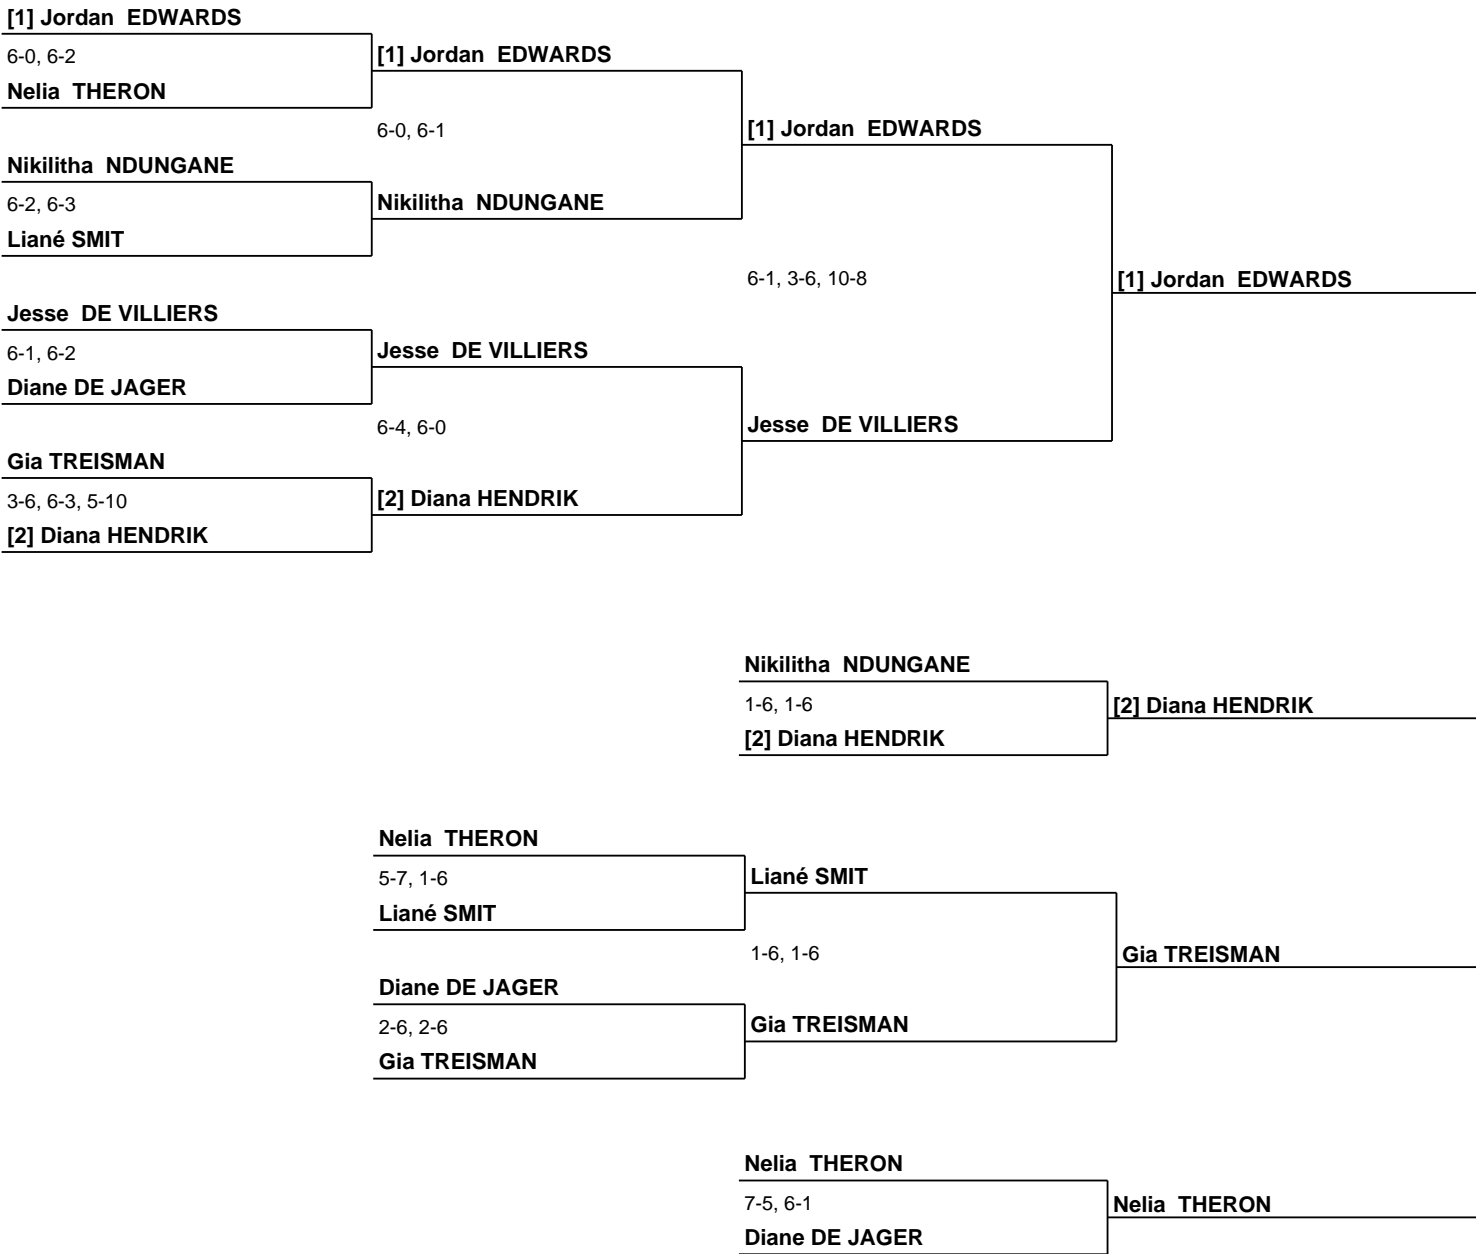 [1] Jordan EDWARDS
6-0, 6-2
[1] Jordan EDWARDS
Nelia THERON
6-0, 6-1
[1] Jordan EDWARDS
Nikilitha NDUNGANE
6-2, 6-3
Nikilitha NDUNGANE
Liané SMIT
6-1, 3-6, 10-8
[1] Jordan EDWARDS
Jesse DE VILLIERS
6-1, 6-2
Jesse DE VILLIERS
Diane DE JAGER
6-4, 6-0
Jesse DE VILLIERS
Gia TREISMAN
3-6, 6-3, 5-10
[2] Diana HENDRIK
[2] Diana HENDRIK
Nikilitha NDUNGANE
1-6, 1-6
[2] Diana HENDRIK
[2] Diana HENDRIK
Nelia THERON
5-7, 1-6
Liané SMIT
Liané SMIT
1-6, 1-6
Gia TREISMAN
Diane DE JAGER
2-6, 2-6
Gia TREISMAN
Gia TREISMAN
Nelia THERON
7-5, 6-1
Nelia THERON
Diane DE JAGER